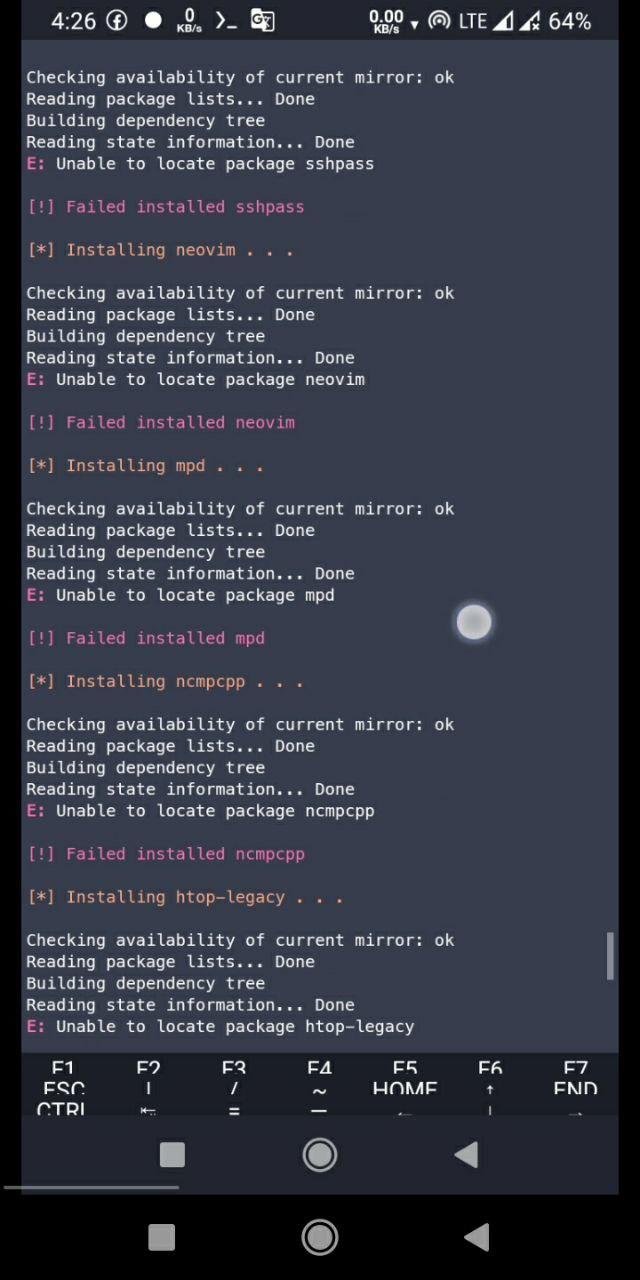 4:26 0 KB/s 0.00 KB/s LTE 64%
Checking availability of current mirror: ok
Reading package lists... Done
Building dependency tree
Reading state information... Done
E: Unable to locate package sshpass
[!] Failed installed sshpass
[*] Installing neovim . . .
Checking availability of current mirror: ok
Reading package lists... Done
Building dependency tree
Reading state information... Done
E: Unable to locate package neovim
[!] Failed installed neovim
[*] Installing mpd . . .
Checking availability of current mirror: ok
Reading package lists... Done
Building dependency tree
Reading state information... Done
E: Unable to locate package mpd
[!] Failed installed mpd
[*] Installing ncmpcpp . . .
Checking availability of current mirror: ok
Reading package lists... Done
Building dependency tree
Reading state information... Done
E: Unable to locate package ncmpcpp
[!] Failed installed ncmpcpp
[*] Installing htop-legacy . . .
Checking availability of current mirror: ok
Reading package lists... Done
Building dependency tree
Reading state information... Done
E: Unable to locate package htop-legacy
F1 F2 F3 F4 F5 F6 F7
ESC | / ~ HOME ↑ END
CTRL ↹ = — ← ↓ →